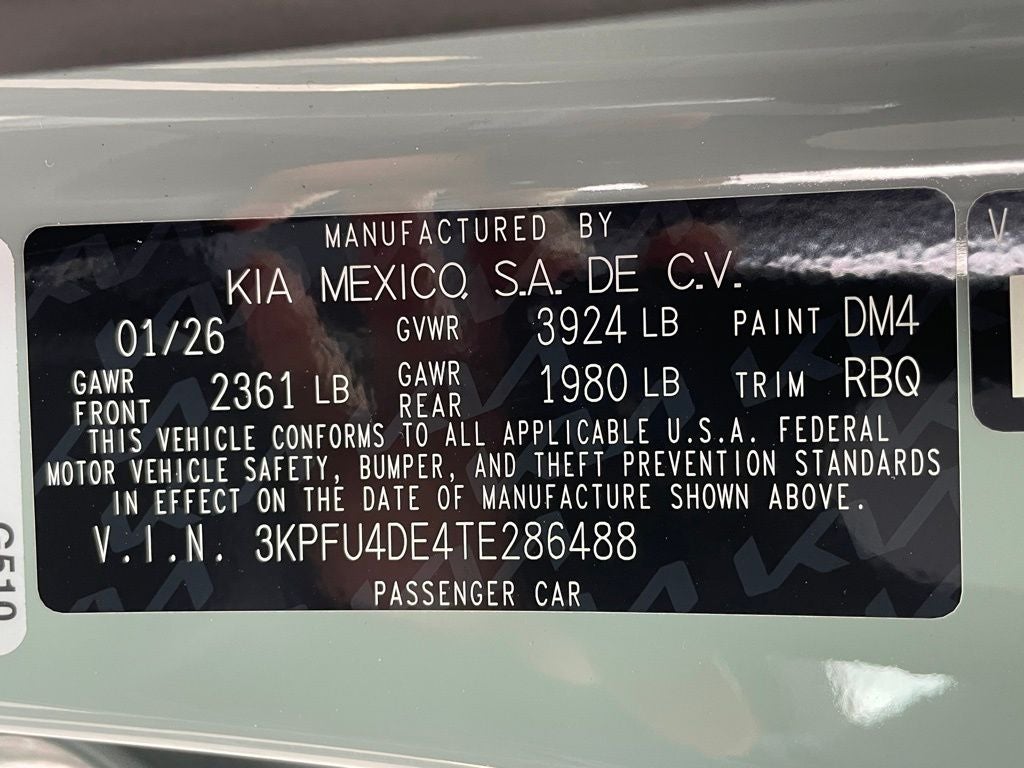 MANUFACTURED BY
KIA MEXICO, S.A. DE C.V.
01/26 GVWR 3924 LB PAINT DM4
GAWR FRONT 2361 LB GAWR REAR 1980 LB TRIM RBQ
THIS VEHICLE CONFORMS TO ALL APPLICABLE U.S.A. FEDERAL
MOTOR VEHICLE SAFETY, BUMPER, AND THEFT PREVENTION STANDARDS
IN EFFECT ON THE DATE OF MANUFACTURE SHOWN ABOVE.
V.I.N. 3KPFU4DE4TE286488
PASSENGER CAR
V